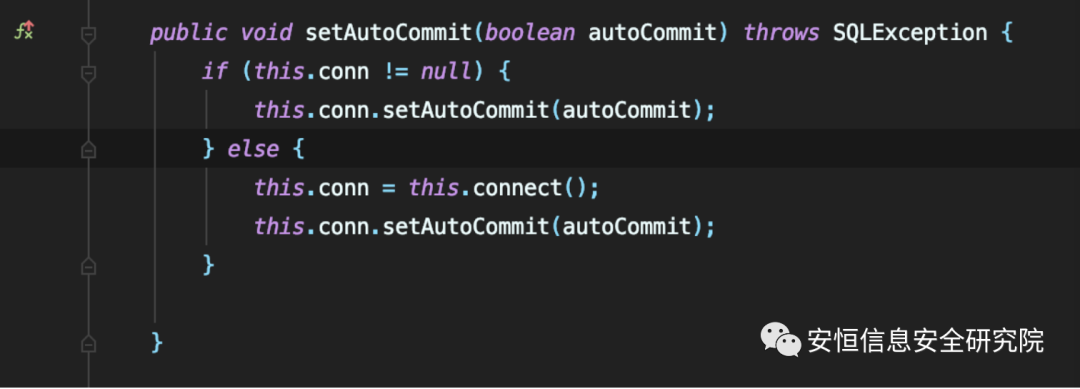 public void setAutoCommit(boolean autoCommit) throws SQLException {
if (this.conn != null) {
this.conn.setAutoCommit(autoCommit);
} else {
this.conn = this.connect();
this.conn.setAutoCommit(autoCommit);
}
}
安恒信息安全研究院